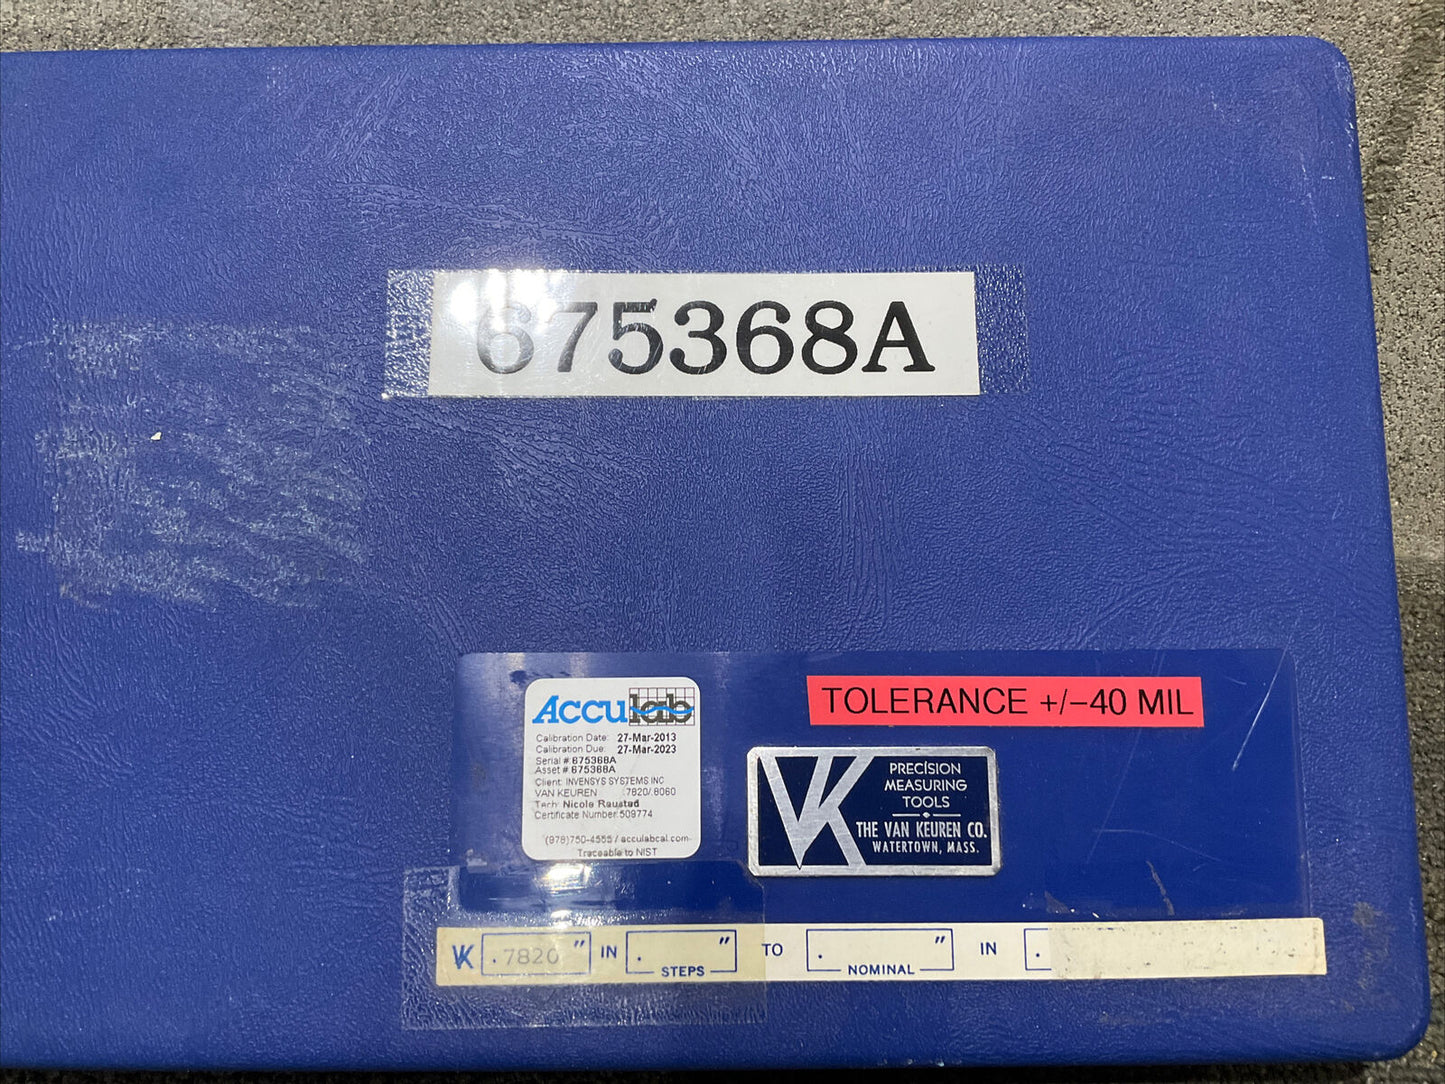 675368A
Acculab
Calibration Date: 27-Mar-2013
Calibration Due: 27-Mar-2023
Serial #: 675368A
Asset # 675368A
Client: INVENSYS SYSTEMS INC
VAN KEUREN .7820/.8060
Tech: Nicole Raustad
Certificate Number: 509774
(978)750-4555 / acculabcal.com
Traceable to NIST
TOLERANCE +/-40 MIL
VK
PRECISION
MEASURING
TOOLS
THE VAN KEUREN CO.
WATERTOWN, MASS.
VK .7820 " IN . " STEPS TO . " NOMINAL IN .